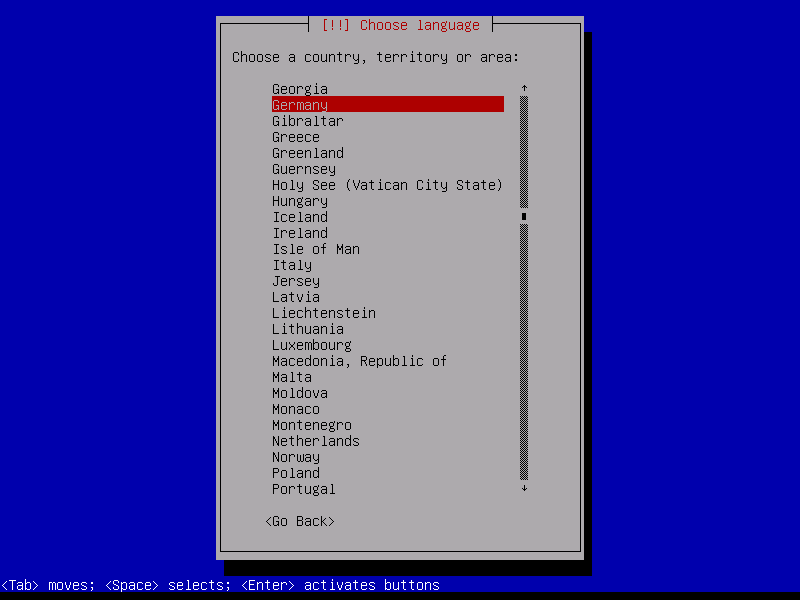 [!!] Choose language
Choose a country, territory or area:
Georgia ↑
Germany
Gibraltar
Greece
Greenland
Guernsey
Holy See (Vatican City State)
Hungary
Iceland
Ireland
Isle of Man
Italy
Jersey
Latvia
Liechtenstein
Lithuania
Luxembourg
Macedonia, Republic of
Malta
Moldova
Monaco
Montenegro
Netherlands
Norway
Poland
Portugal ↓
<Go Back>
<Tab> moves; <Space> selects; <Enter> activates buttons